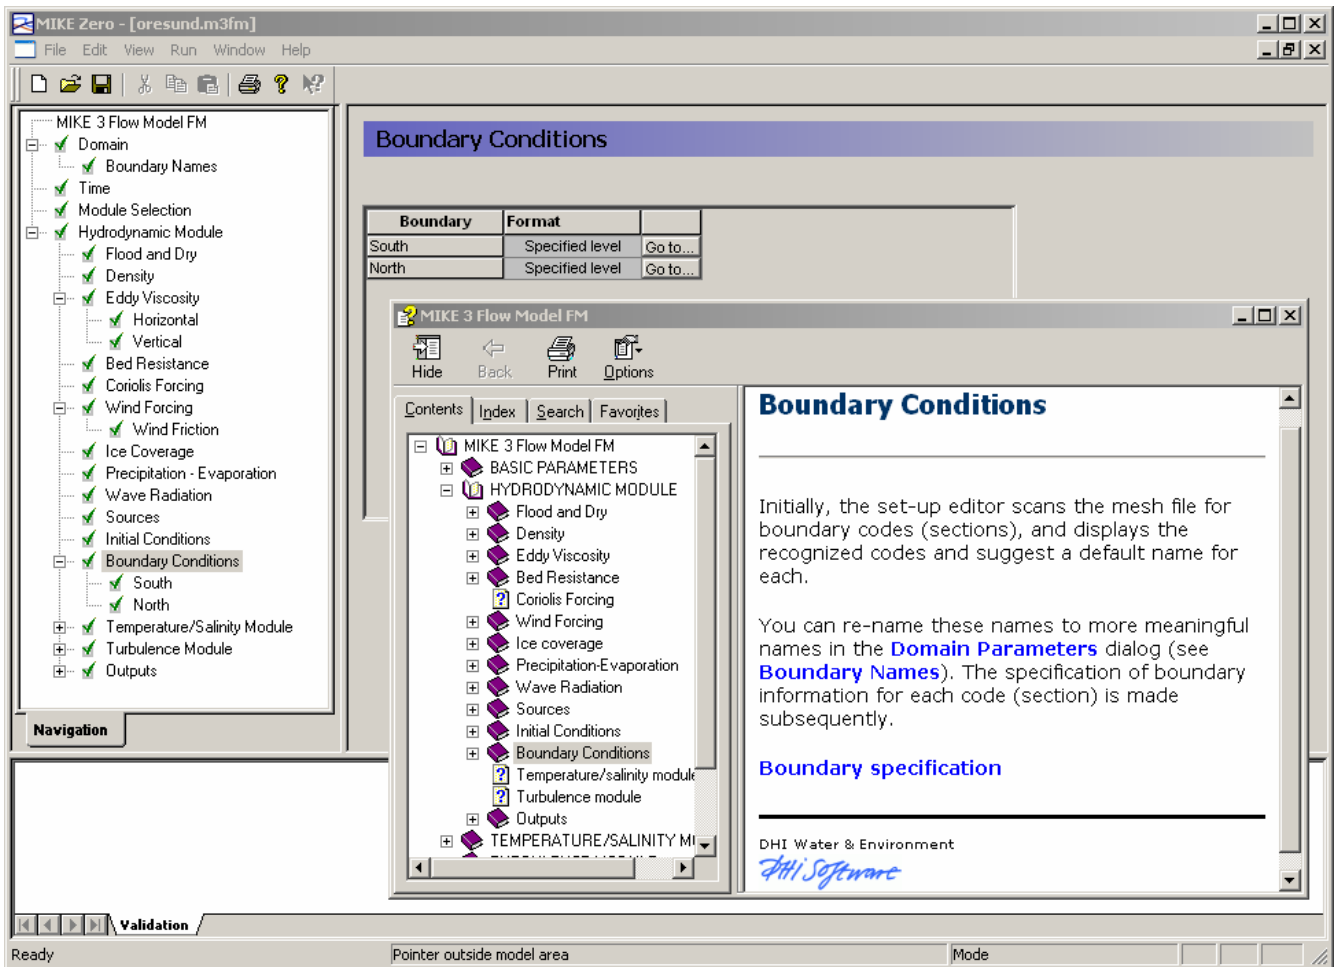 MIKE Zero - [oresund.m3fm]
File Edit View Run Window Help
MIKE 3 Flow Model FM
Domain
Boundary Names
Time
Module Selection
Hydrodynamic Module
Flood and Dry
Density
Eddy Viscosity
Horizontal
Vertical
Bed Resistance
Coriolis Forcing
Wind Forcing
Wind Friction
Ice Coverage
Precipitation - Evaporation
Wave Radiation
Sources
Initial Conditions
Boundary Conditions
South
North
Temperature/Salinity Module
Turbulence Module
Outputs
Navigation
Boundary Conditions
Boundary Format
South Specified level Go to...
North Specified level Go to...
MIKE 3 Flow Model FM
Hide Back Print Options
Contents Index Search Favorites
MIKE 3 Flow Model FM
BASIC PARAMETERS
HYDRODYNAMIC MODULE
Flood and Dry
Density
Eddy Viscosity
Bed Resistance
Coriolis Forcing
Wind Forcing
Ice coverage
Precipitation-Evaporation
Wave Radiation
Sources
Initial Conditions
Boundary Conditions
Temperature/salinity module
Turbulence module
Outputs
TEMPERATURE/SALINITY M
Boundary Conditions
Initially, the set-up editor scans the mesh file for
boundary codes (sections), and displays the
recognized codes and suggest a default name for
each.
You can re-name these names to more meaningful
names in the Domain Parameters dialog (see
Boundary Names). The specification of boundary
information for each code (section) is made
subsequently.
Boundary specification
DHI Water & Environment
DHI Software
Validation
Ready Pointer outside model area Mode